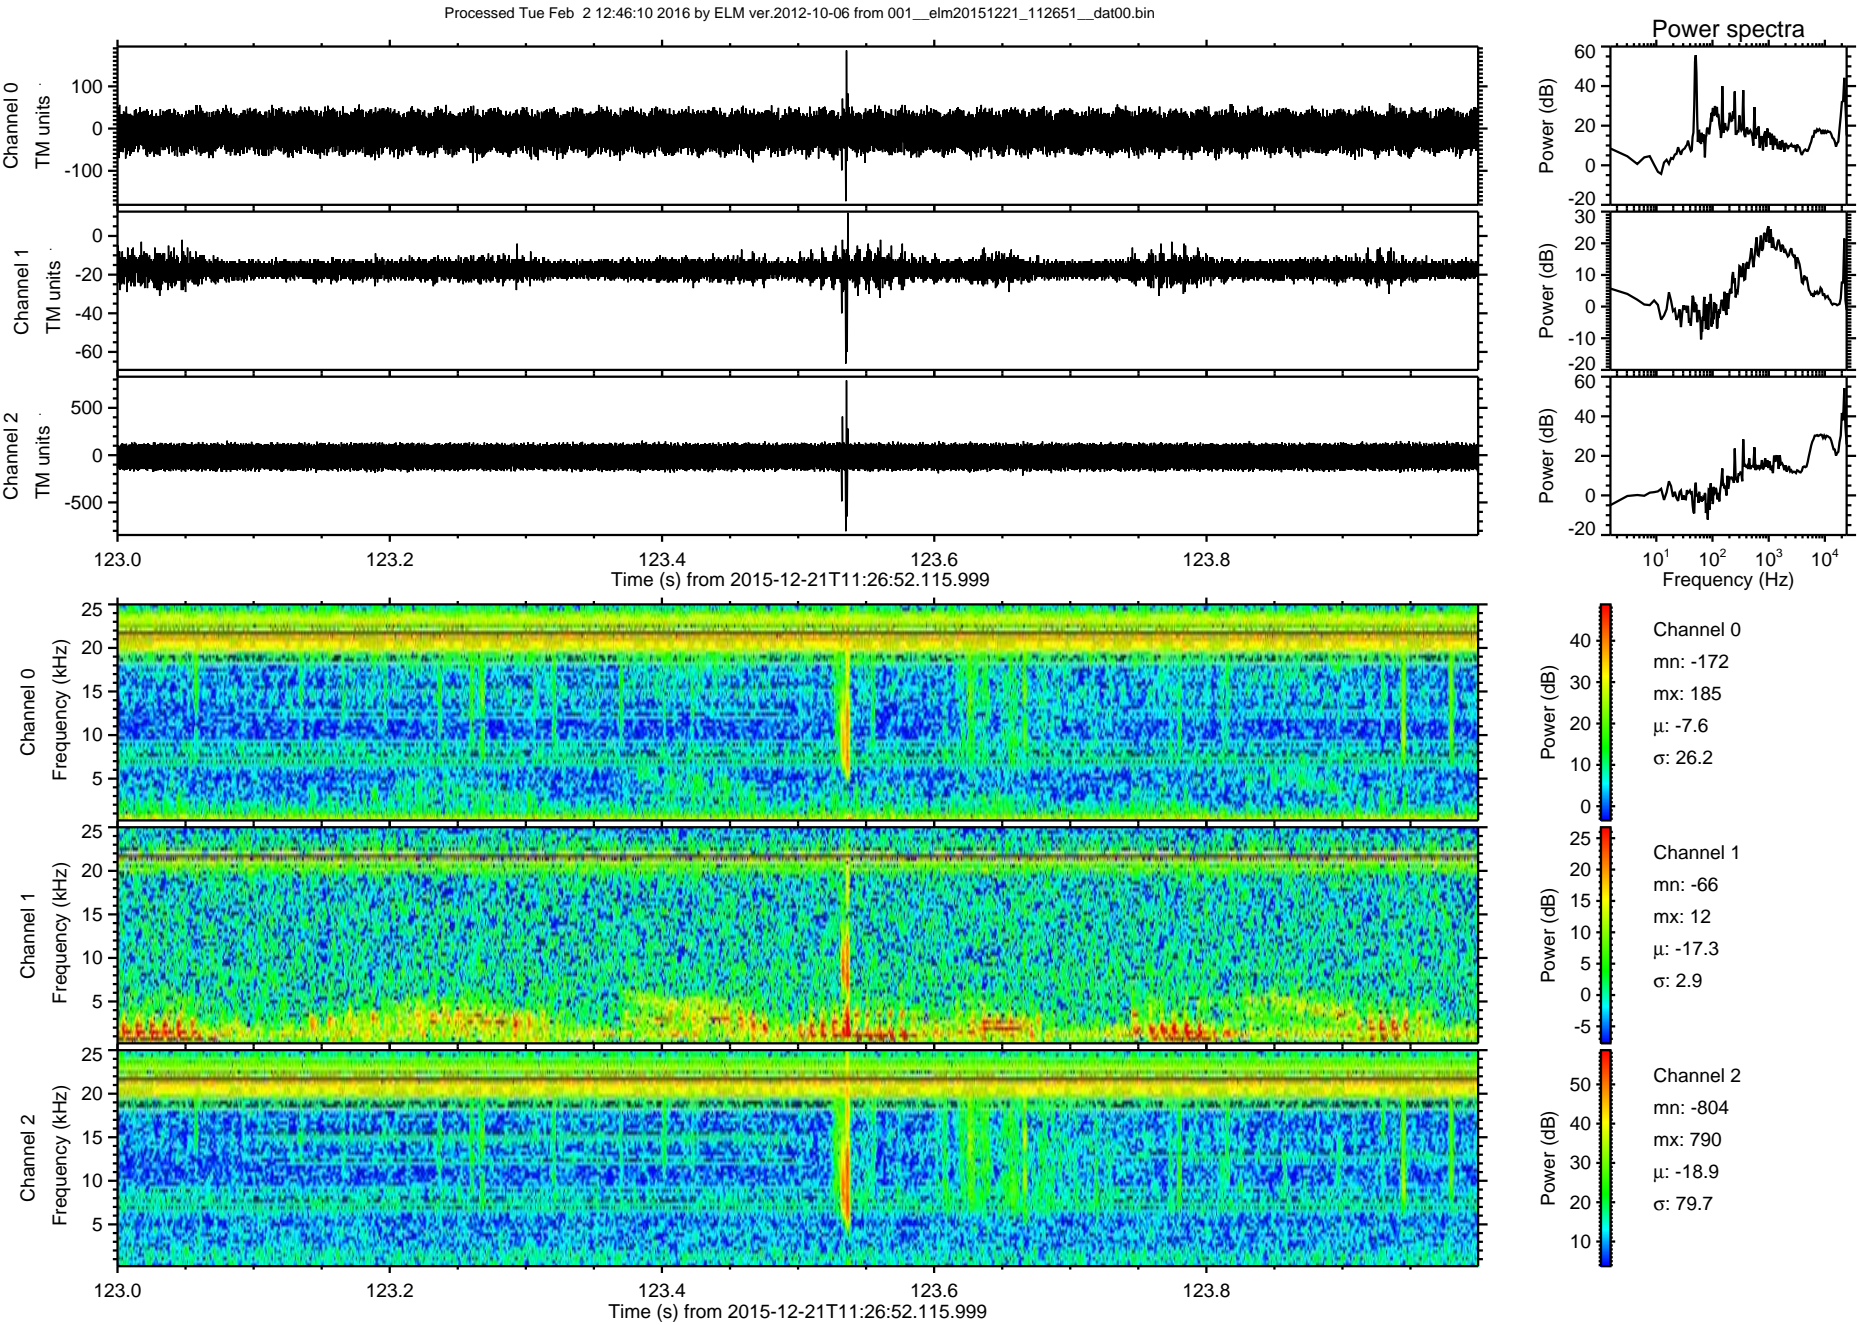 Processed Tue Feb 2 12:46:10 2016 by ELM ver.2012-10-06 from 001__elm20151221_112651__dat00.bin
Power spectra
Channel 0
TM units
100
0
-100
Power (dB)
60
40
20
0
-20
Channel 1
TM units
0
-20
-40
-60
Power (dB)
30
20
10
0
-10
-20
Channel 2
TM units
500
0
-500
Power (dB)
60
40
20
0
-20
123.0 123.2 123.4 123.6 123.8
Time (s) from 2015-12-21T11:26:52.115.999
10^1 10^2 10^3 10^4
Frequency (Hz)
Channel 0
Frequency (kHz)
25
20
15
10
5
Power (dB)
40
30
20
10
0
Channel 0
mn: -172
mx: 185
μ: -7.6
σ: 26.2
Channel 1
Frequency (kHz)
25
20
15
10
5
Power (dB)
25
20
15
10
5
0
-5
Channel 1
mn: -66
mx: 12
μ: -17.3
σ: 2.9
Channel 2
Frequency (kHz)
25
20
15
10
5
Power (dB)
50
40
30
20
10
Channel 2
mn: -804
mx: 790
μ: -18.9
σ: 79.7
123.0 123.2 123.4 123.6 123.8
Time (s) from 2015-12-21T11:26:52.115.999